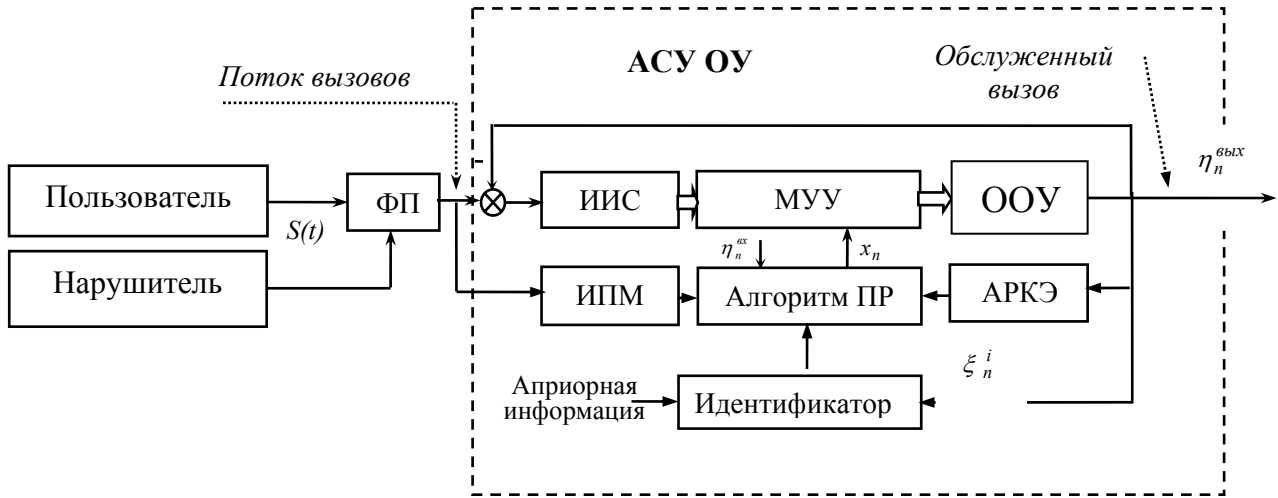 АСУ ОУ
Поток вызовов
Обслуженный
вызов
η_n^{вых}
Пользователь
ФП
ИИС
МУУ
ООУ
S(t)
η_n^{вх}
x_n
Нарушитель
ИПМ
Алгоритм ПР
АРКЭ
ξ_n^i
Априорная
информация
Идентификатор